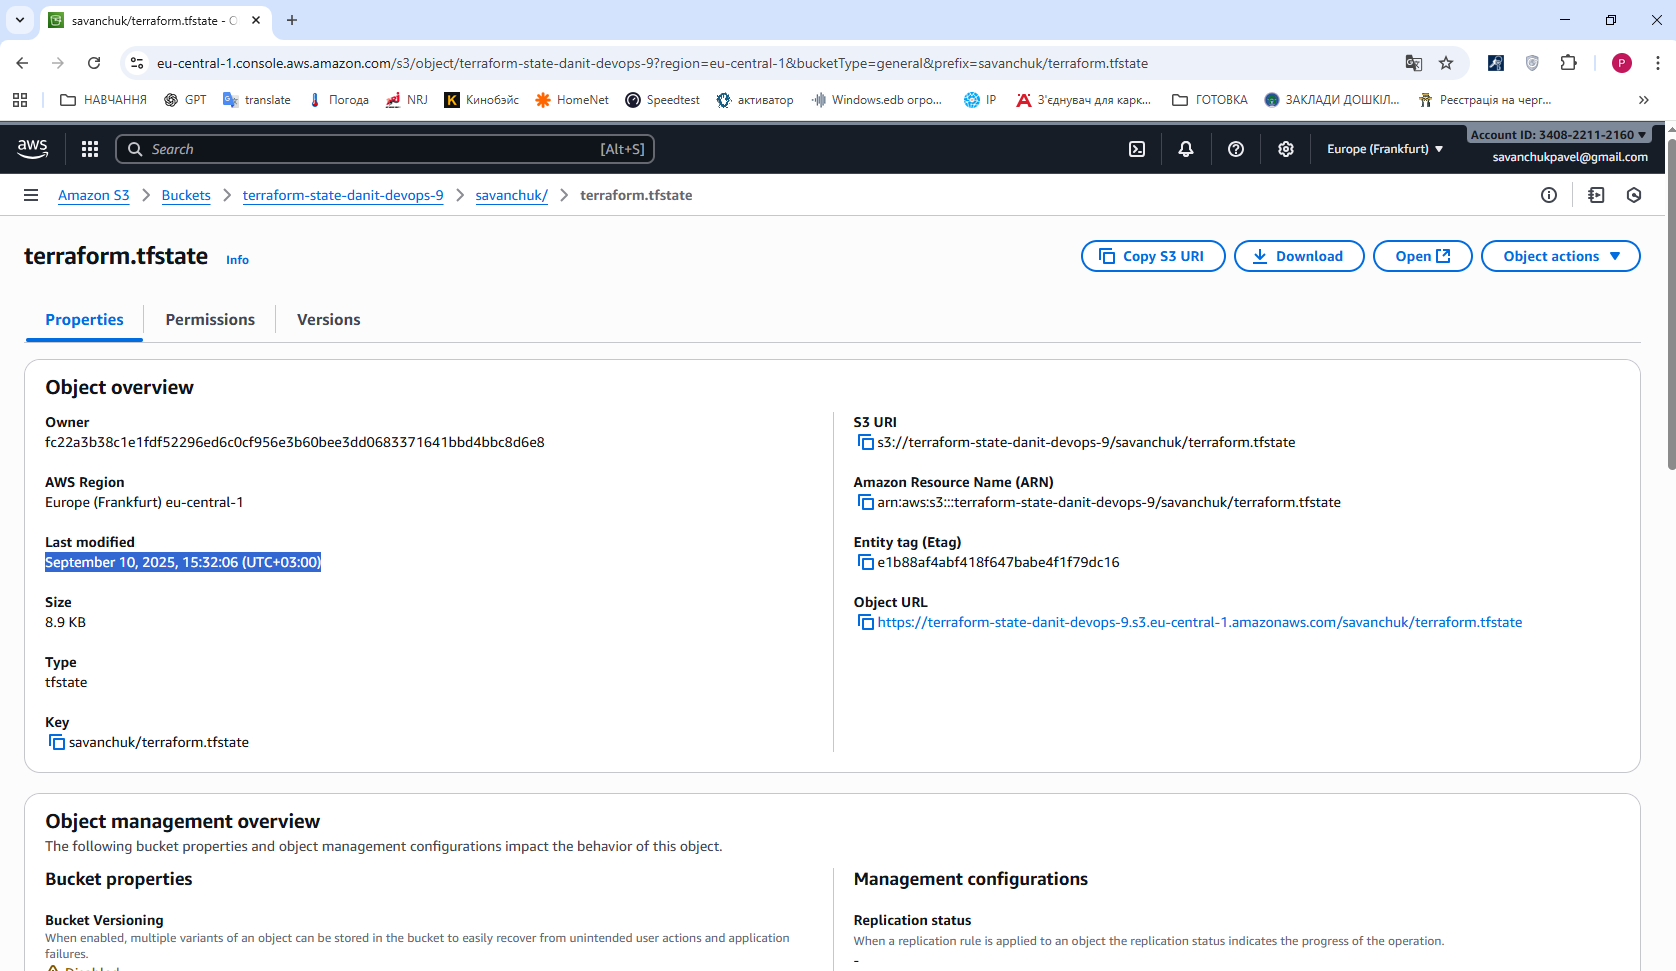 savanchuk/terraform.tfstate - O
eu-central-1.console.aws.amazon.com/s3/object/terraform-state-danit-devops-9?region=eu-central-1&bucketType=general&prefix=savanchuk/terraform.tfstate
P
НАВЧАННЯ
GPT
translate
Погода
NRJ
Кинобэйс
HomeNet
Speedtest
активатор
Windows.edb огро...
IP
З'єднувач для карк...
ГОТОВКА
ЗАКЛАДИ ДОШКІЛ...
Реєстрація на черг...
aws
Search
[Alt+S]
Europe (Frankfurt)
Account ID: 3408-2211-2160
savanchukpavel@gmail.com
Amazon S3
Buckets
terraform-state-danit-devops-9
savanchuk/
terraform.tfstate
terraform.tfstate
Info
Copy S3 URI
Download
Open
Object actions
Properties
Permissions
Versions
Object overview
Owner
fc22a3b38c1e1fdf52296ed6c0cf956e3b60bee3dd0683371641bbd4bbc8d6e8
AWS Region
Europe (Frankfurt) eu-central-1
Last modified
September 10, 2025, 15:32:06 (UTC+03:00)
Size
8.9 KB
Type
tfstate
Key
savanchuk/terraform.tfstate
S3 URI
s3://terraform-state-danit-devops-9/savanchuk/terraform.tfstate
Amazon Resource Name (ARN)
arn:aws:s3:::terraform-state-danit-devops-9/savanchuk/terraform.tfstate
Entity tag (Etag)
e1b88af4abf418f647babe4f1f79dc16
Object URL
https://terraform-state-danit-devops-9.s3.eu-central-1.amazonaws.com/savanchuk/terraform.tfstate
Object management overview
The following bucket properties and object management configurations impact the behavior of this object.
Bucket properties
Bucket Versioning
When enabled, multiple variants of an object can be stored in the bucket to easily recover from unintended user actions and application
failures.
Disabled
Management configurations
Replication status
When a replication rule is applied to an object the replication status indicates the progress of the operation.
-